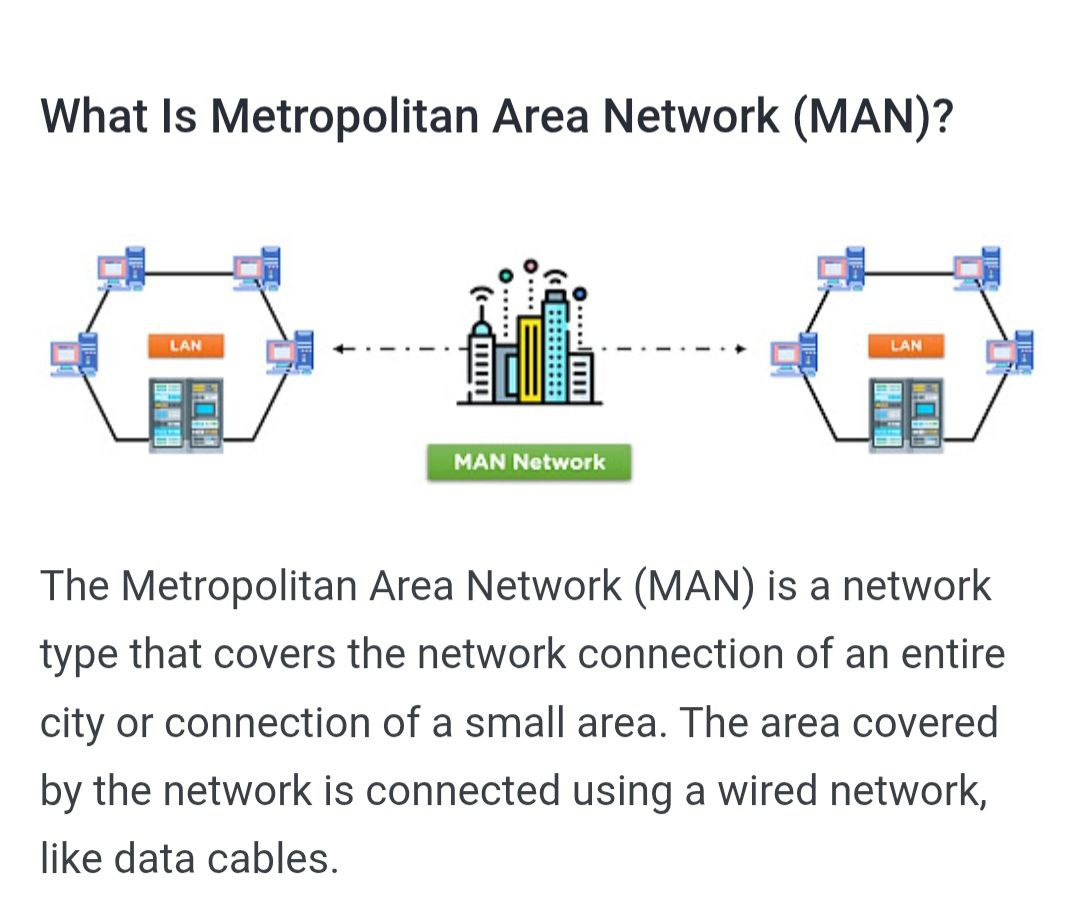 What Is Metropolitan Area Network (MAN)?
LAN
LAN
MAN Network
The Metropolitan Area Network (MAN) is a network
type that covers the network connection of an entire
city or connection of a small area. The area covered
by the network is connected using a wired network,
like data cables.